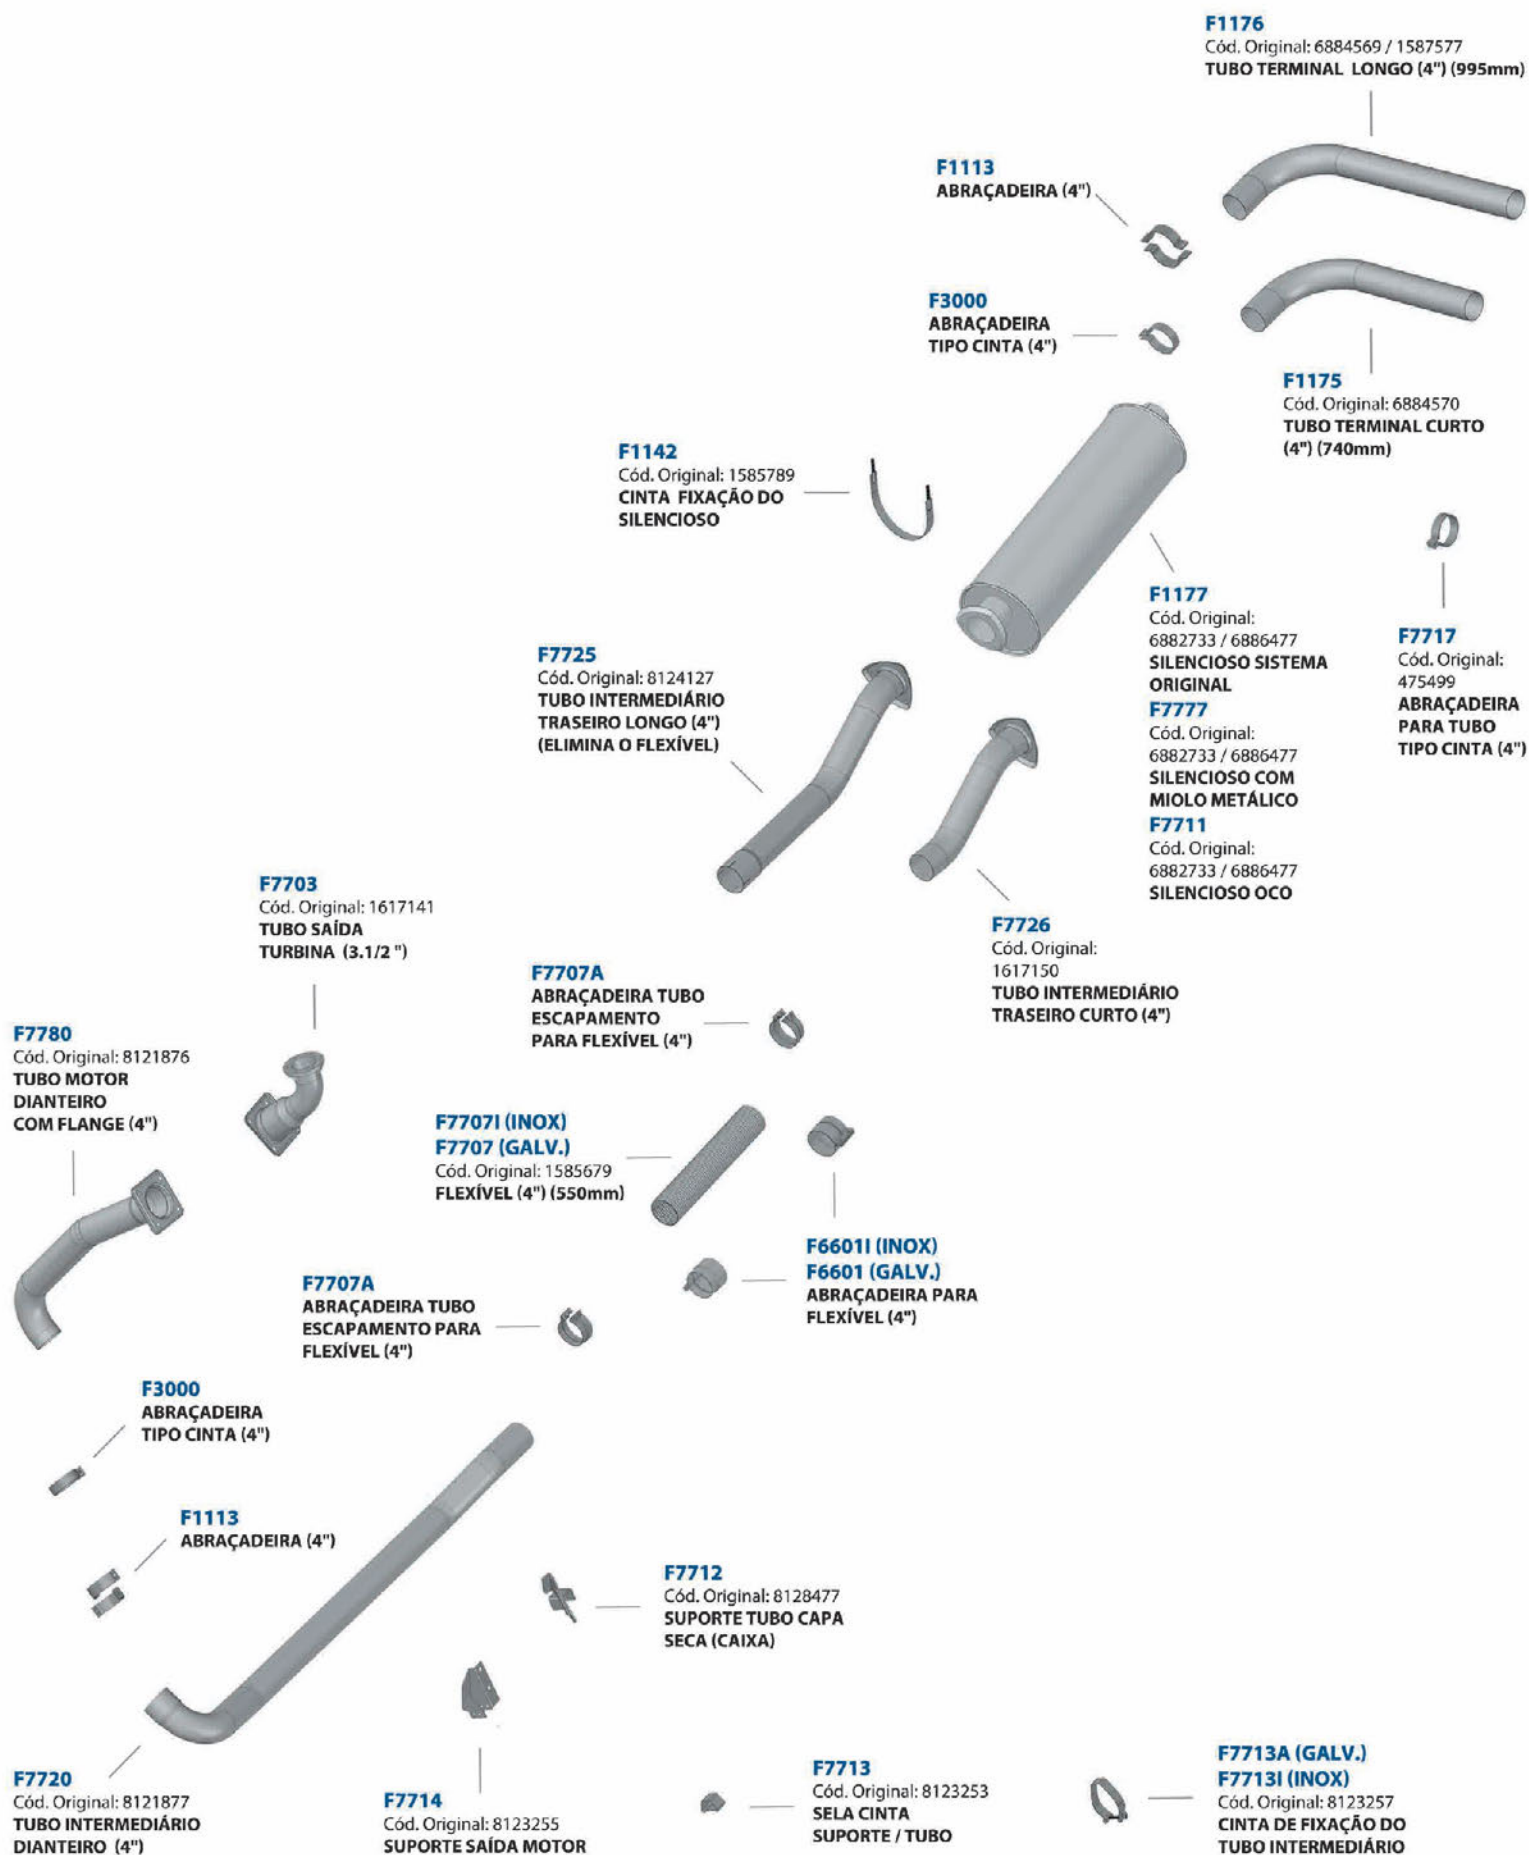 F1176
Cód. Original: 6884569 / 1587577
TUBO TERMINAL LONGO (4") (995mm)
F1113
ABRAÇADEIRA (4")
F3000
ABRAÇADEIRA
TIPO CINTA (4")
F1175
Cód. Original: 6884570
TUBO TERMINAL CURTO
(4") (740mm)
F1142
Cód. Original: 1585789
CINTA FIXAÇÃO DO
SILENCIOSO
F1177
Cód. Original:
6882733 / 6886477
SILENCIOSO SISTEMA
ORIGINAL
F7777
Cód. Original:
6882733 / 6886477
SILENCIOSO COM
MIOLO METÁLICO
F7711
Cód. Original:
6882733 / 6886477
SILENCIOSO OCO
F7717
Cód. Original:
475499
ABRAÇADEIRA
PARA TUBO
TIPO CINTA (4")
F7725
Cód. Original: 8124127
TUBO INTERMEDIÁRIO
TRASEIRO LONGO (4")
(ELIMINA O FLEXÍVEL)
F7726
Cód. Original:
1617150
TUBO INTERMEDIÁRIO
TRASEIRO CURTO (4")
F7703
Cód. Original: 1617141
TUBO SAÍDA
TURBINA (3.1/2 ")
F7707A
ABRAÇADEIRA TUBO
ESCAPAMENTO
PARA FLEXÍVEL (4")
F7780
Cód. Original: 8121876
TUBO MOTOR
DIANTEIRO
COM FLANGE (4")
F7707I (INOX)
F7707 (GALV.)
Cód. Original: 1585679
FLEXÍVEL (4") (550mm)
F6601I (INOX)
F6601 (GALV.)
ABRAÇADEIRA PARA
FLEXÍVEL (4")
F7707A
ABRAÇADEIRA TUBO
ESCAPAMENTO PARA
FLEXÍVEL (4")
F3000
ABRAÇADEIRA
TIPO CINTA (4")
F1113
ABRAÇADEIRA (4")
F7712
Cód. Original: 8128477
SUPORTE TUBO CAPA
SECA (CAIXA)
F7720
Cód. Original: 8121877
TUBO INTERMEDIÁRIO
DIANTEIRO (4")
F7714
Cód. Original: 8123255
SUPORTE SAÍDA MOTOR
F7713
Cód. Original: 8123253
SELA CINTA
SUPORTE / TUBO
F7713A (GALV.)
F7713I (INOX)
Cód. Original: 8123257
CINTA DE FIXAÇÃO DO
TUBO INTERMEDIÁRIO